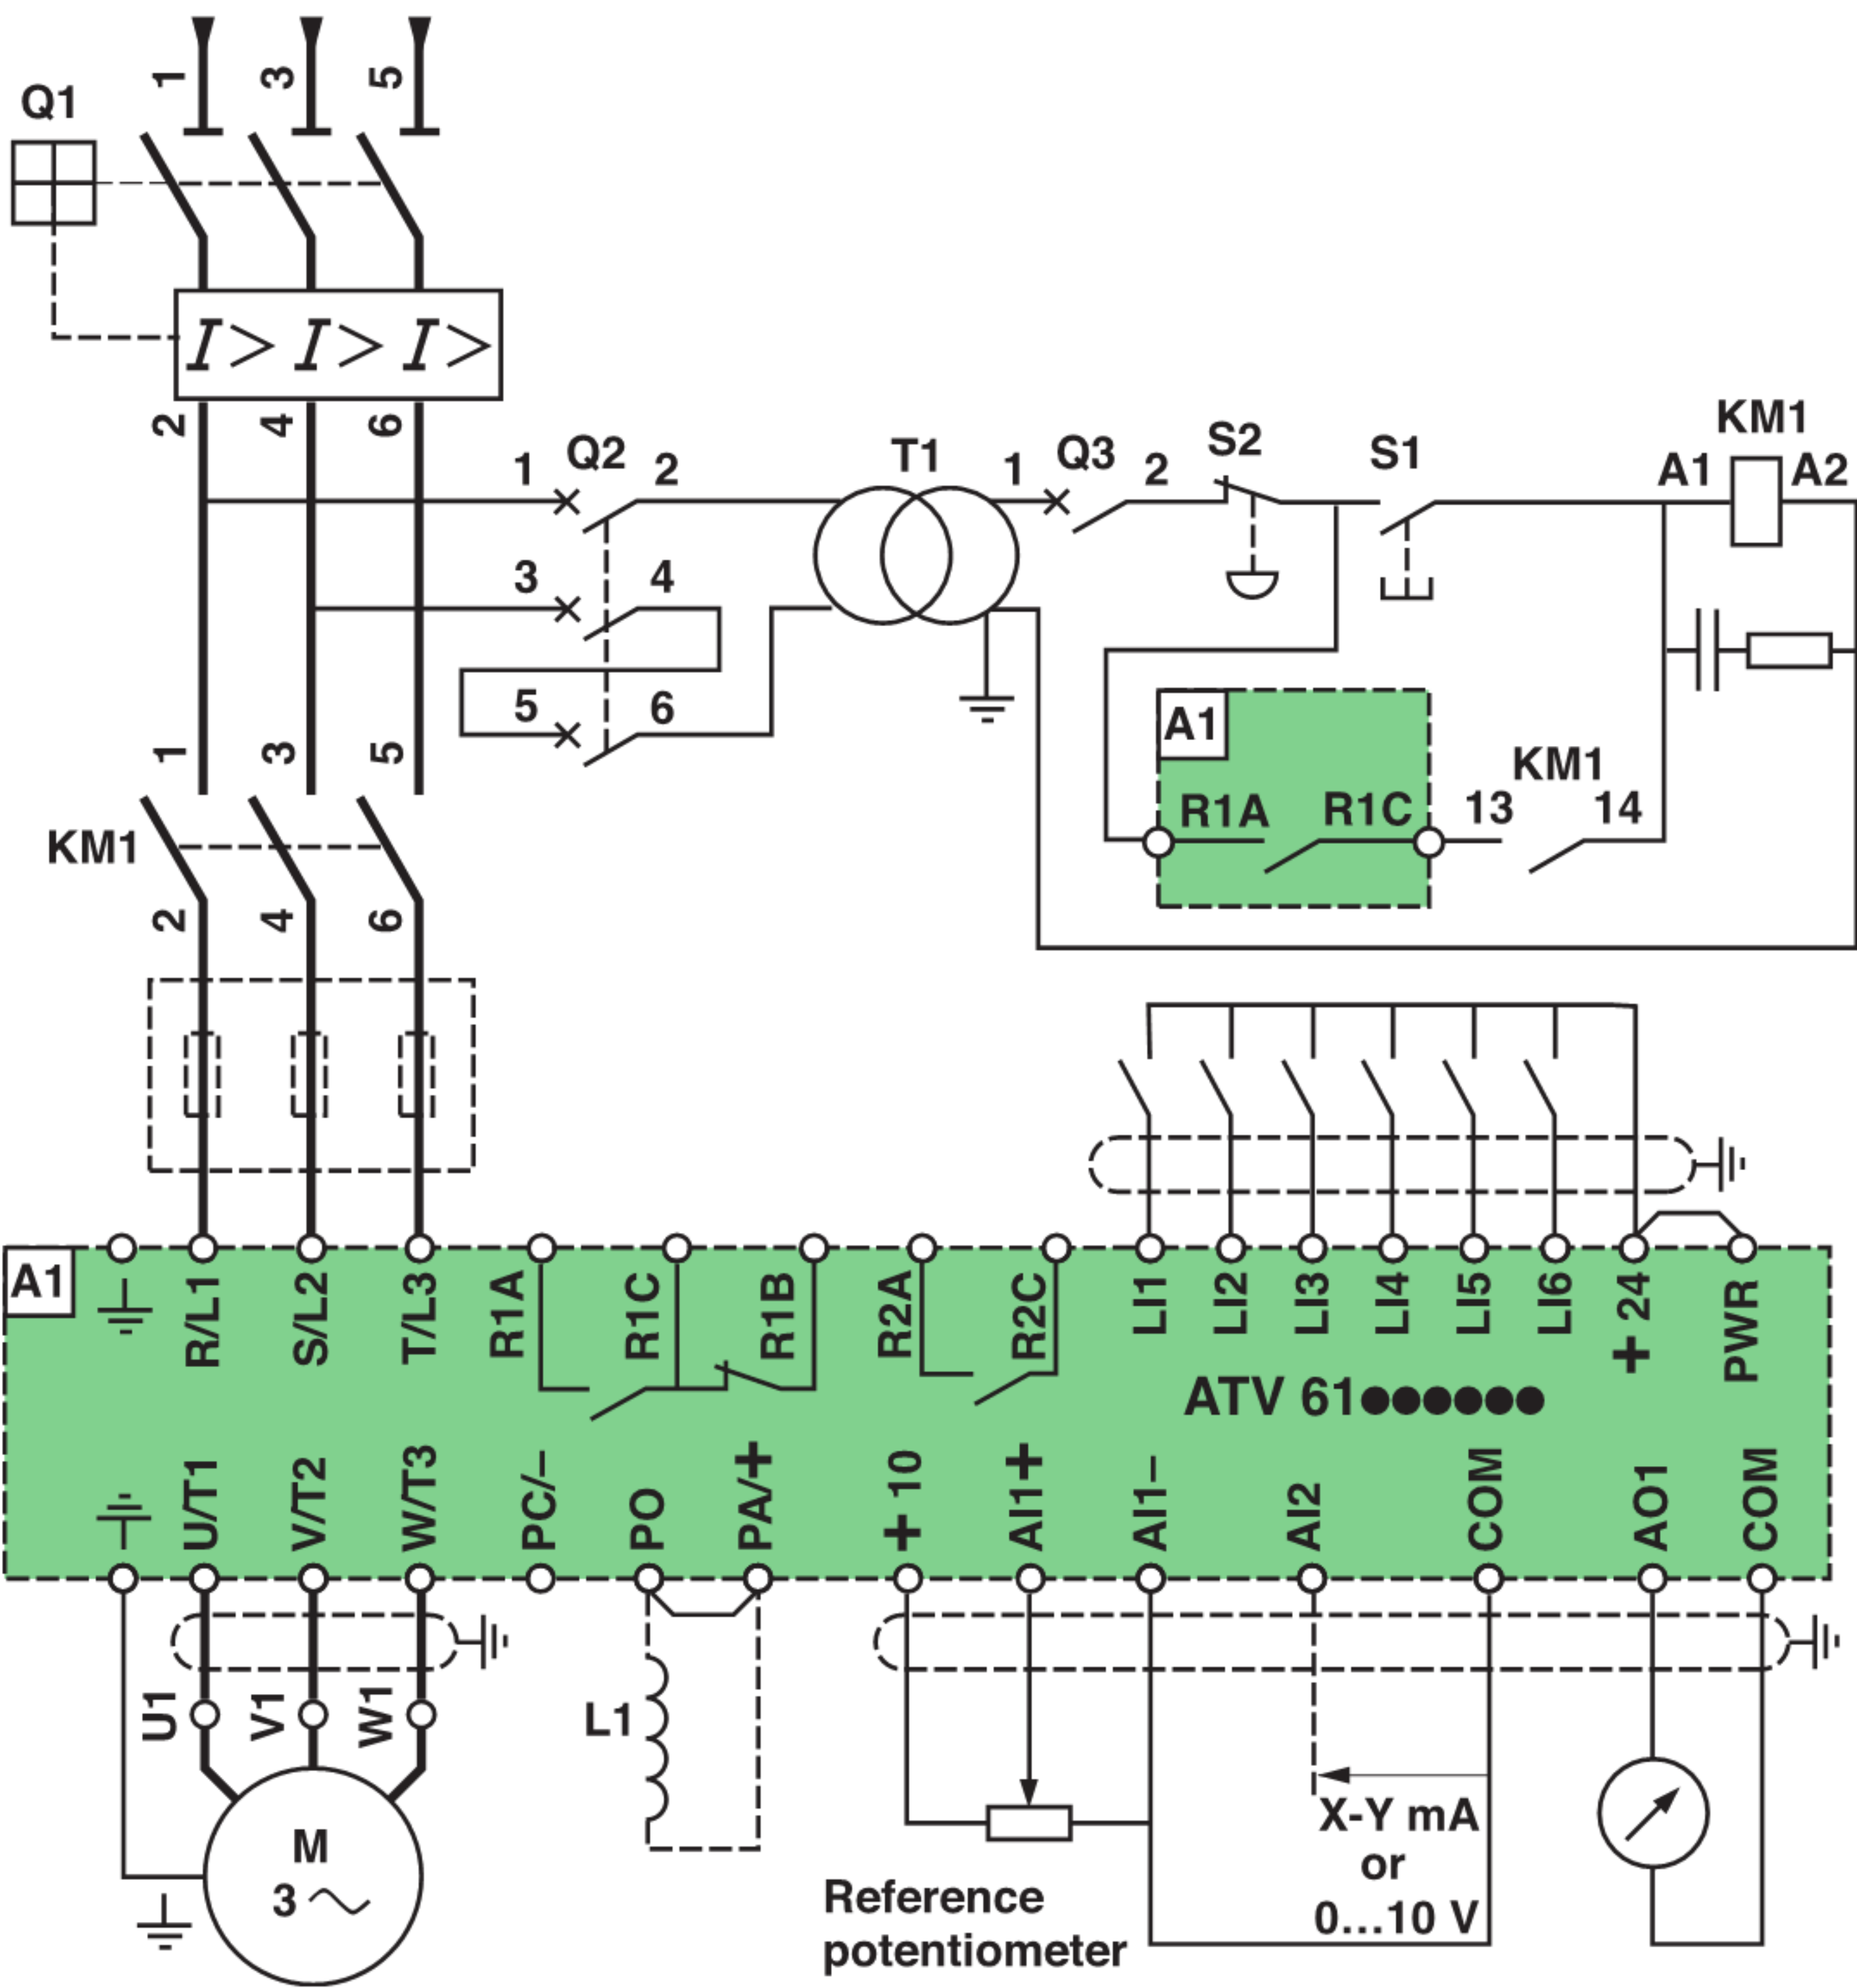 1 3 5
Q1
I > I > I >
2 4 6
1 Q2 2
T1
1 Q3 2
S2
S1
KM1
A1 A2
3 4
5 6
A1
R1A R1C
KM1
13 14
1 3 5
KM1
2 4 6
A1
R/L1 S/L2 T/L3 R1A R1C R1B R2A R2C LI1 LI2 LI3 LI4 LI5 LI6 + 24 PWR
ATV 61●●●●●●
U/T1 V/T2 W/T3 PC/– PO PA/+ + 10 AI1+ AI1– AI2 COM AO1 COM
U1 V1 W1
L1
M
3 ~
X-Y mA
or
0...10 V
Reference
potentiometer